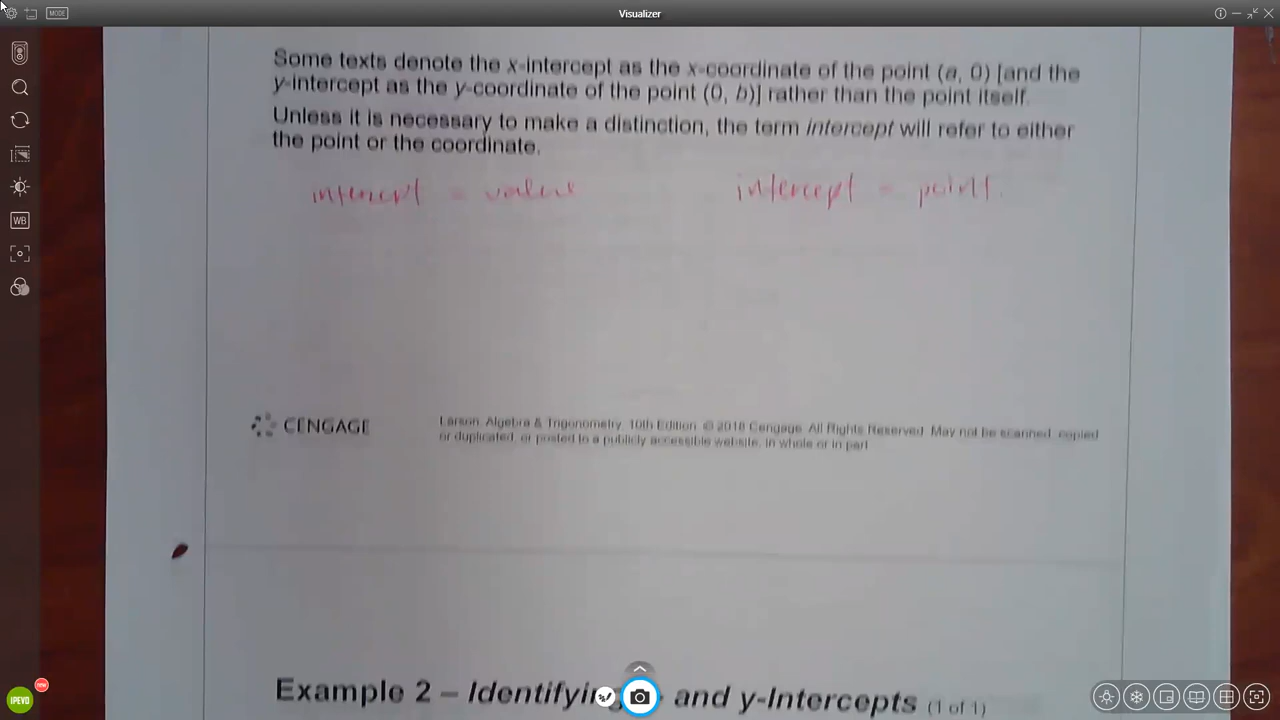 Visualizer
MODE
Some texts denote the x-intercept as the x-coordinate of the point (a, 0) [and the
y-intercept as the y-coordinate of the point (0, b)] rather than the point itself.
Unless it is necessary to make a distinction, the term intercept will refer to either
the point or the coordinate.
intercept = value
intercept = point.
CENGAGE
Larson, Algebra & Trigonometry, 10th Edition. © 2018 Cengage. All Rights Reserved. May not be scanned, copied
or duplicated, or posted to a publicly accessible website, in whole or in part.
WB
Example 2 – Identifying and y-Intercepts (1 of 1)
IPEVO
new